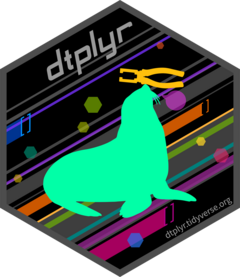 dtplyr
[ ]
[ ]
dtplyr.tidyverse.org